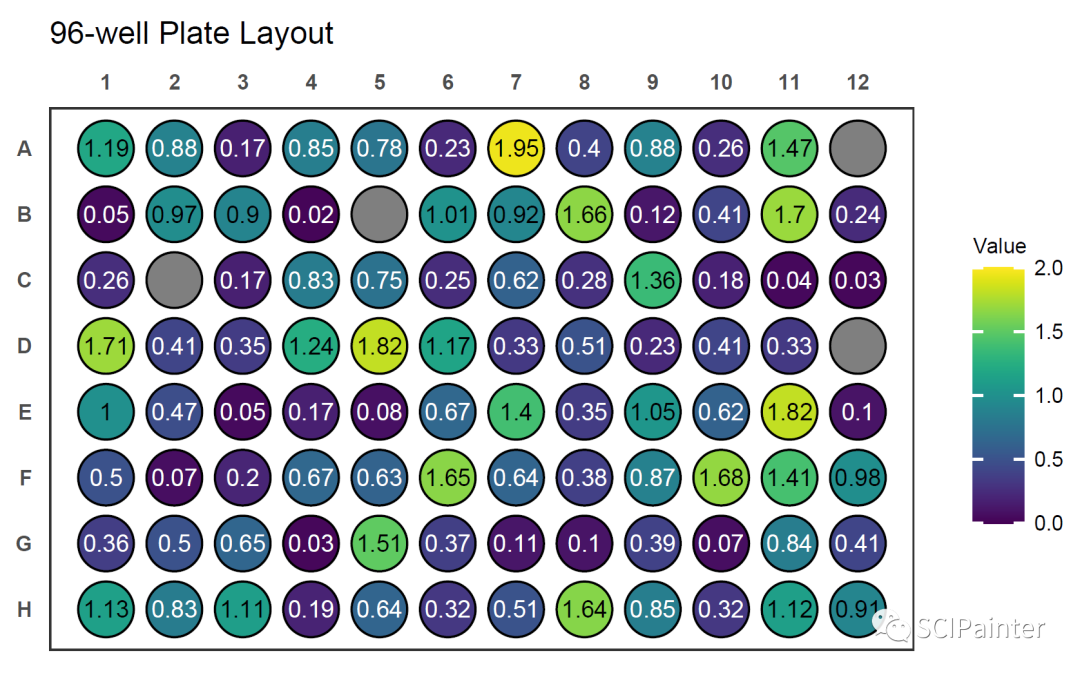 96-well Plate Layout
1 2 3 4 5 6 7 8 9 10 11 12
A 1.19 0.88 0.17 0.85 0.78 0.23 1.95 0.4 0.88 0.26 1.47
B 0.05 0.97 0.9 0.02 1.01 0.92 1.66 0.12 0.41 1.7 0.24
C 0.26 0.17 0.83 0.75 0.25 0.62 0.28 1.36 0.18 0.04 0.03
D 1.71 0.41 0.35 1.24 1.82 1.17 0.33 0.51 0.23 0.41 0.33
E 1 0.47 0.05 0.17 0.08 0.67 1.4 0.35 1.05 0.62 1.82 0.1
F 0.5 0.07 0.2 0.67 0.63 1.65 0.64 0.38 0.87 1.68 1.41 0.98
G 0.36 0.5 0.65 0.03 1.51 0.37 0.11 0.1 0.39 0.07 0.84 0.41
H 1.13 0.83 1.11 0.19 0.64 0.32 0.51 1.64 0.85 0.32 1.12 0.91
Value
2.0
1.5
1.0
0.5
0.0
SCIPainter